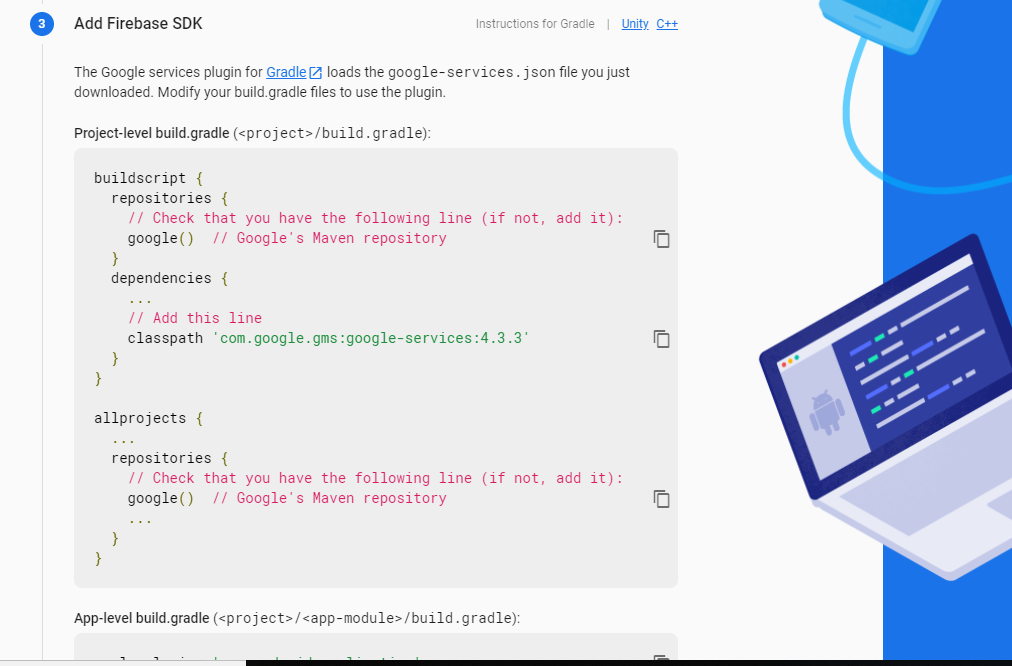 3 Add Firebase SDK Instructions for Gradle | Unity C++
The Google services plugin for Gradle loads the google-services.json file you just
downloaded. Modify your build.gradle files to use the plugin.
Project-level build.gradle (<project>/build.gradle):
buildscript {
  repositories {
    // Check that you have the following line (if not, add it):
    google()  // Google's Maven repository
  }
  dependencies {
    ...
    // Add this line
    classpath 'com.google.gms:google-services:4.3.3'
  }
}
allprojects {
  ...
  repositories {
    // Check that you have the following line (if not, add it):
    google()  // Google's Maven repository
    ...
  }
}
App-level build.gradle (<project>/<app-module>/build.gradle):